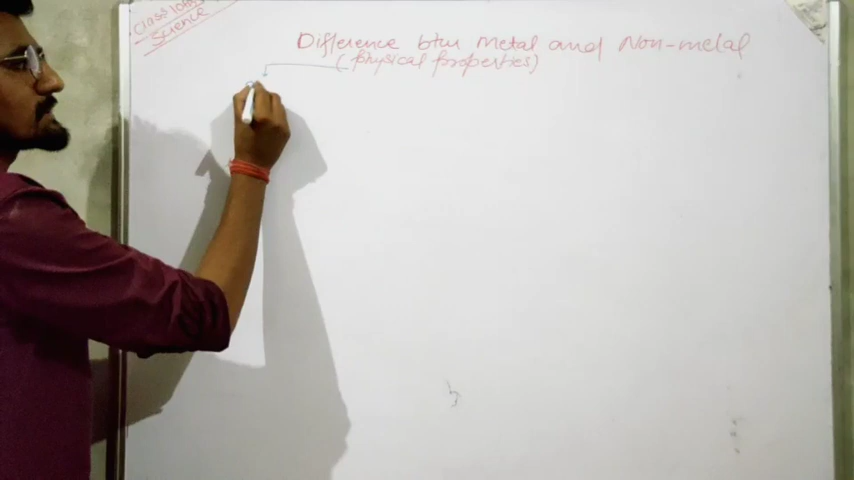 Class 10th
Science
Difference btw Metal and Non-metal
(physical properties)